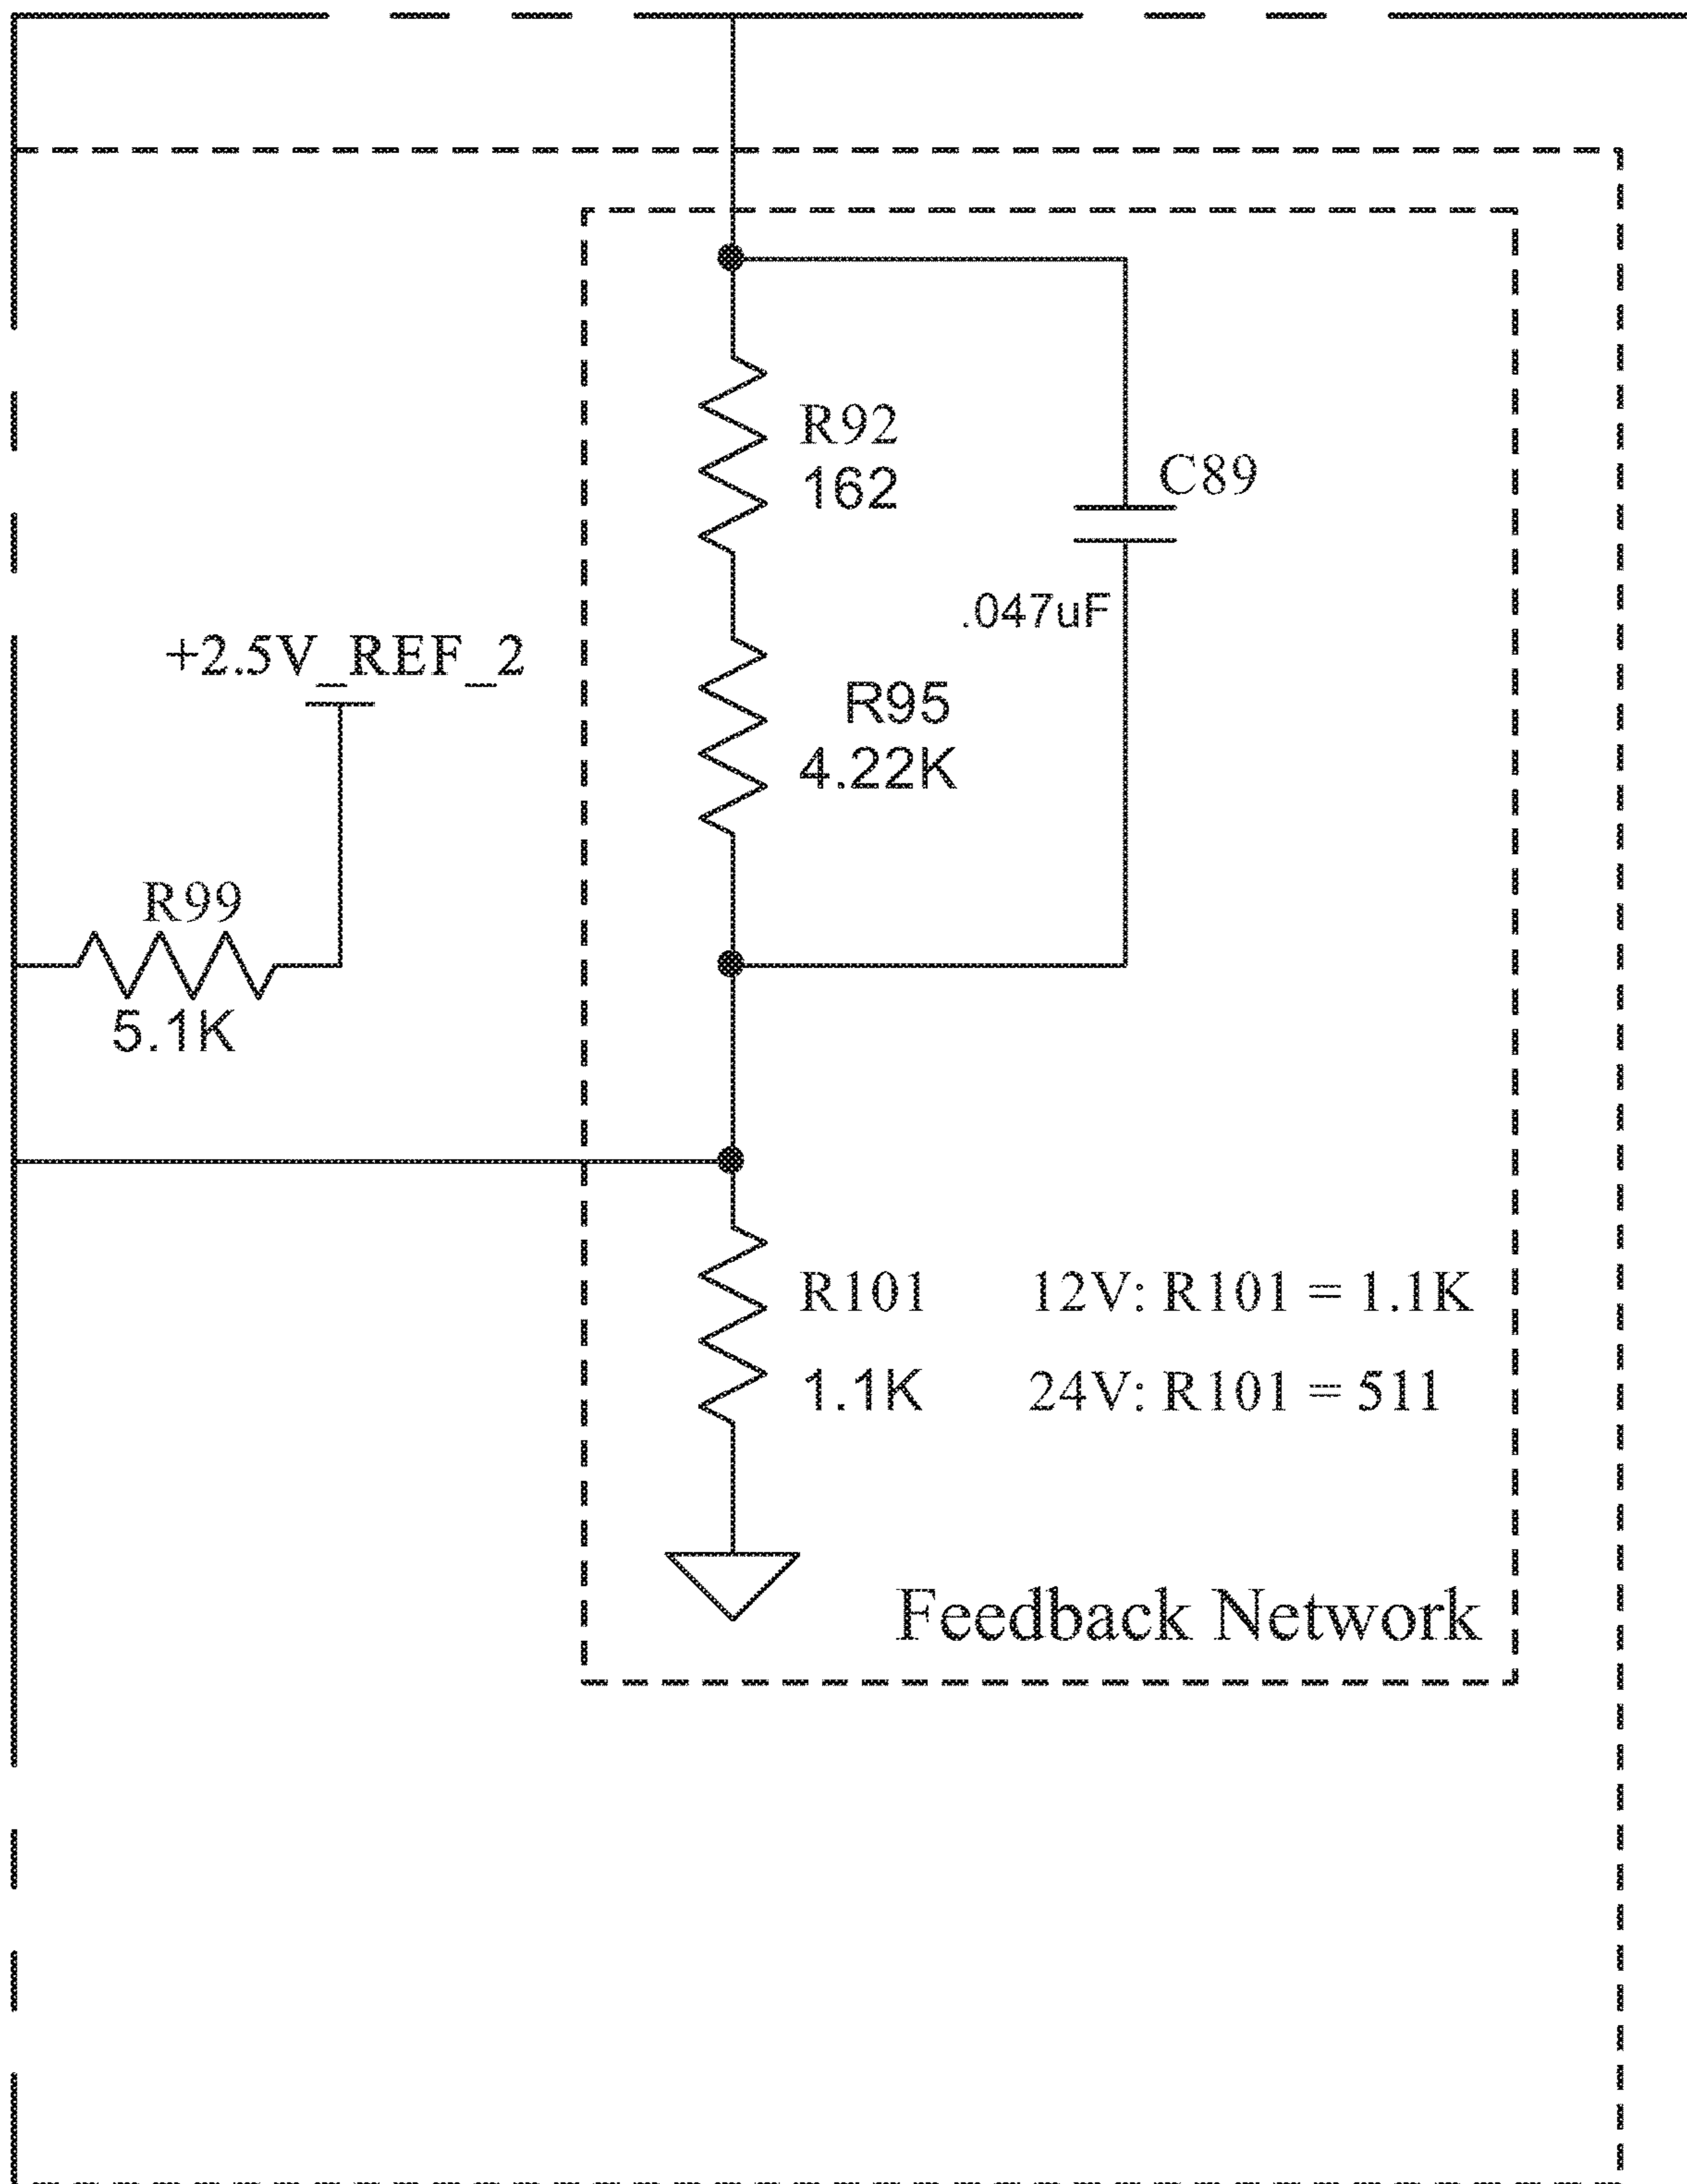 R92
162
C89
.047uF
+2.5V_REF_2
R95
4.22K
R99
5.1K
R101 12V: R101 = 1.1K
1.1K 24V: R101 = 511
Feedback Network